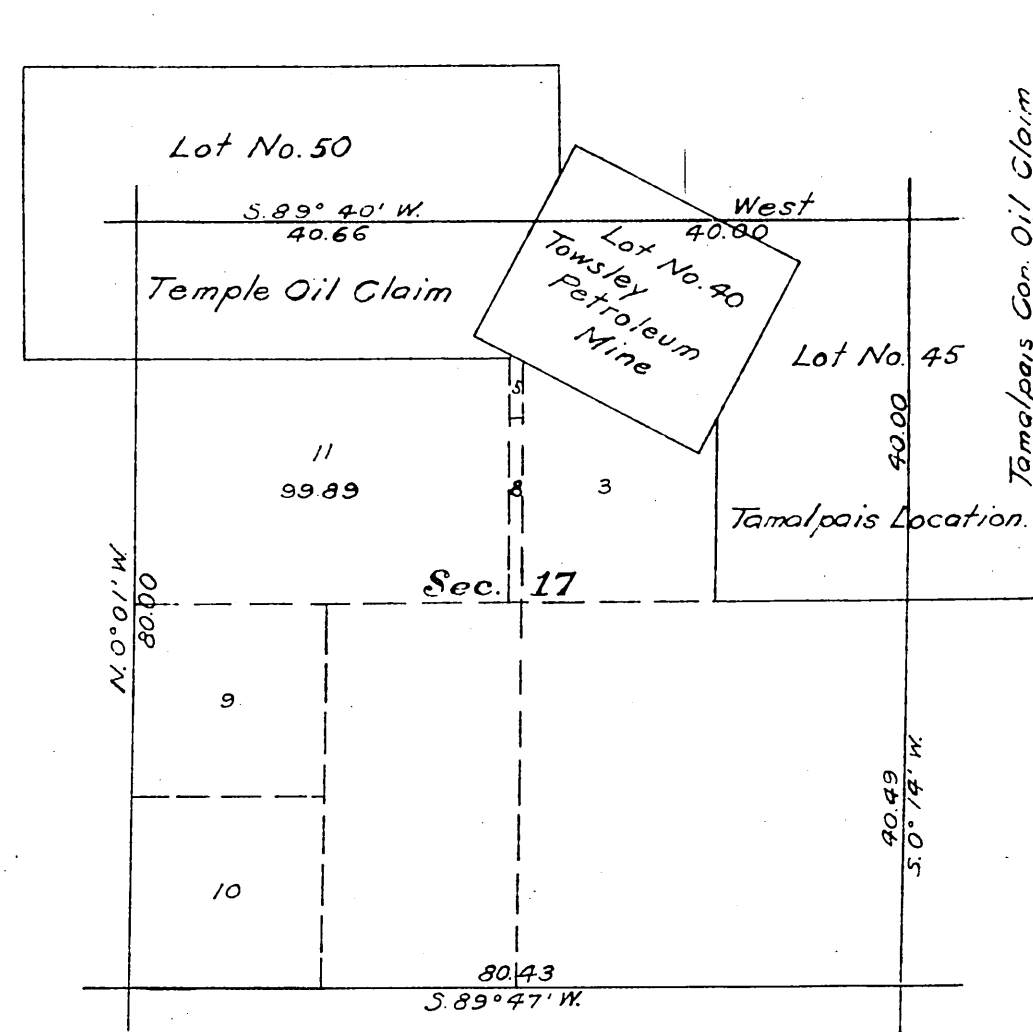 Lot No. 50
S. 89° 40' W.
40.66
Temple Oil Claim
West
40.00
Lot No. 40
Towsley
Petroleum
Mine
Tamalpais Con. Oil Claim
Lot No. 45
40.00
Tamalpais Location.
5
11
99.89
8
3
Sec. 17
N. 0° 01' W.
80.00
9
10
40.49
S. 0° 14' W.
80.43
S. 89° 47' W.